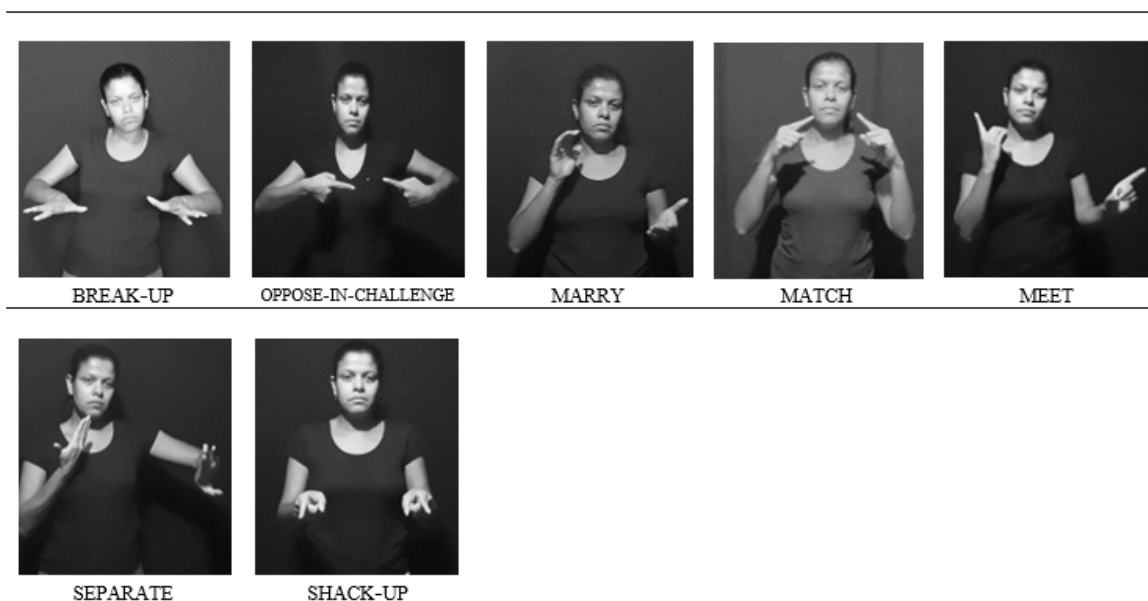 BREAK-UP OPPOSE-IN-CHALLENGE MARRY MATCH MEET
SEPARATE SHACK-UP